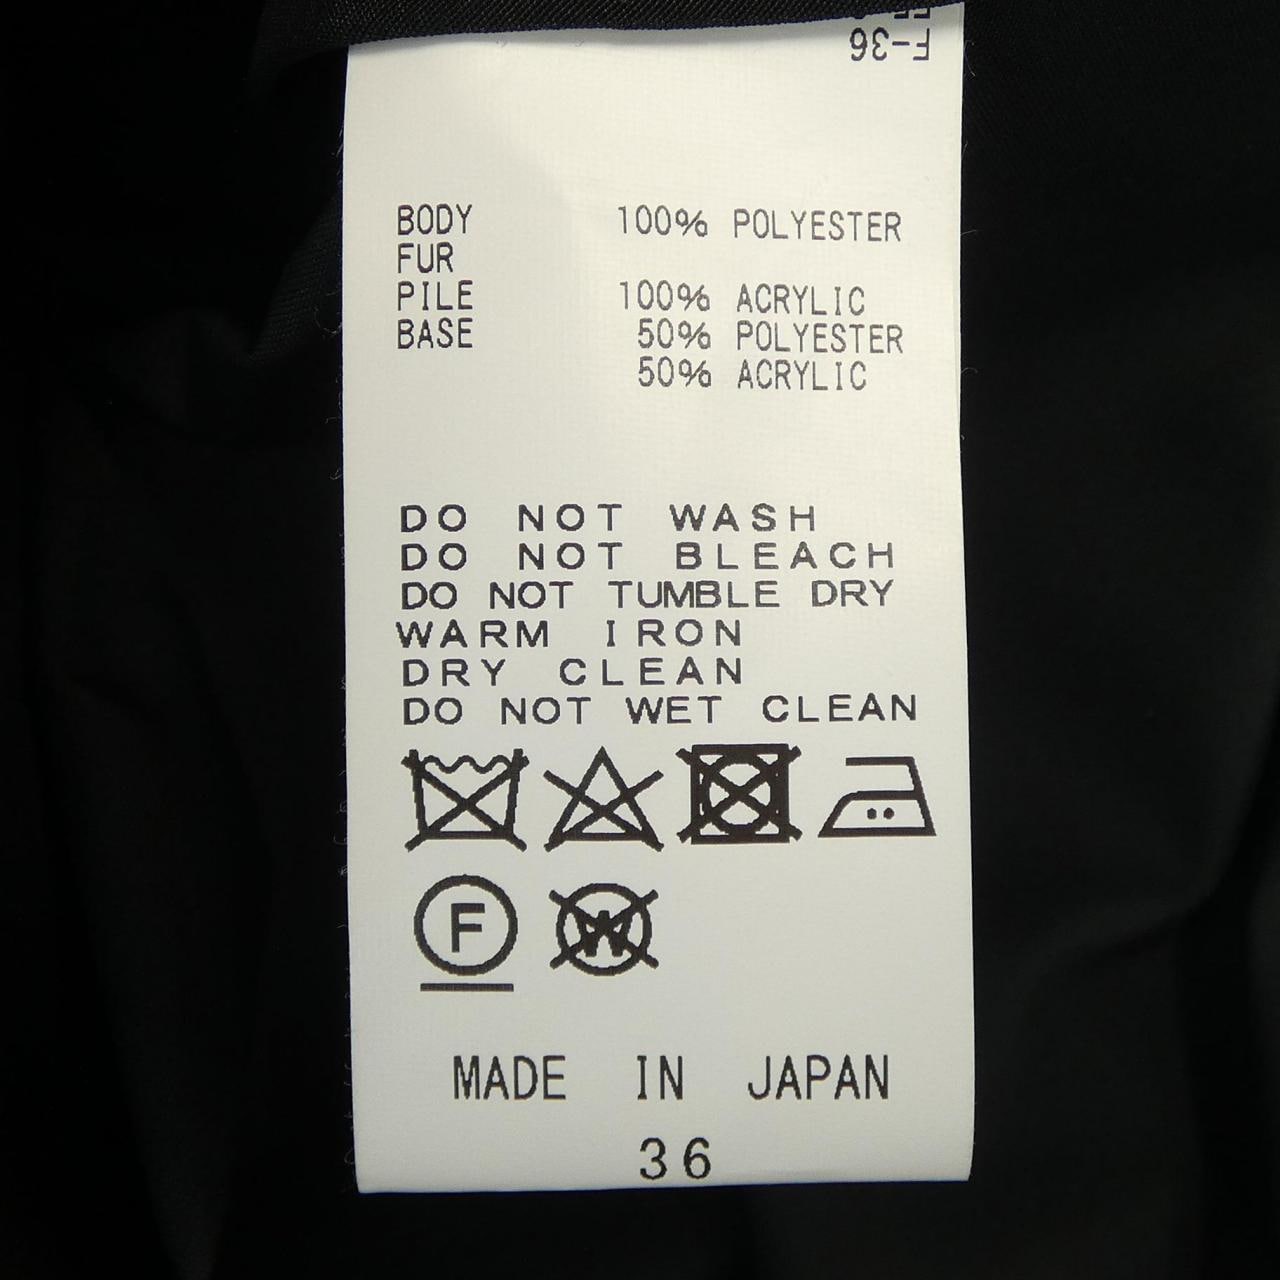 F-36
BODY 100% POLYESTER
FUR
PILE 100% ACRYLIC
BASE 50% POLYESTER
50% ACRYLIC
DO NOT WASH
DO NOT BLEACH
DO NOT TUMBLE DRY
WARM IRON
DRY CLEAN
DO NOT WET CLEAN
F W
MADE IN JAPAN
36